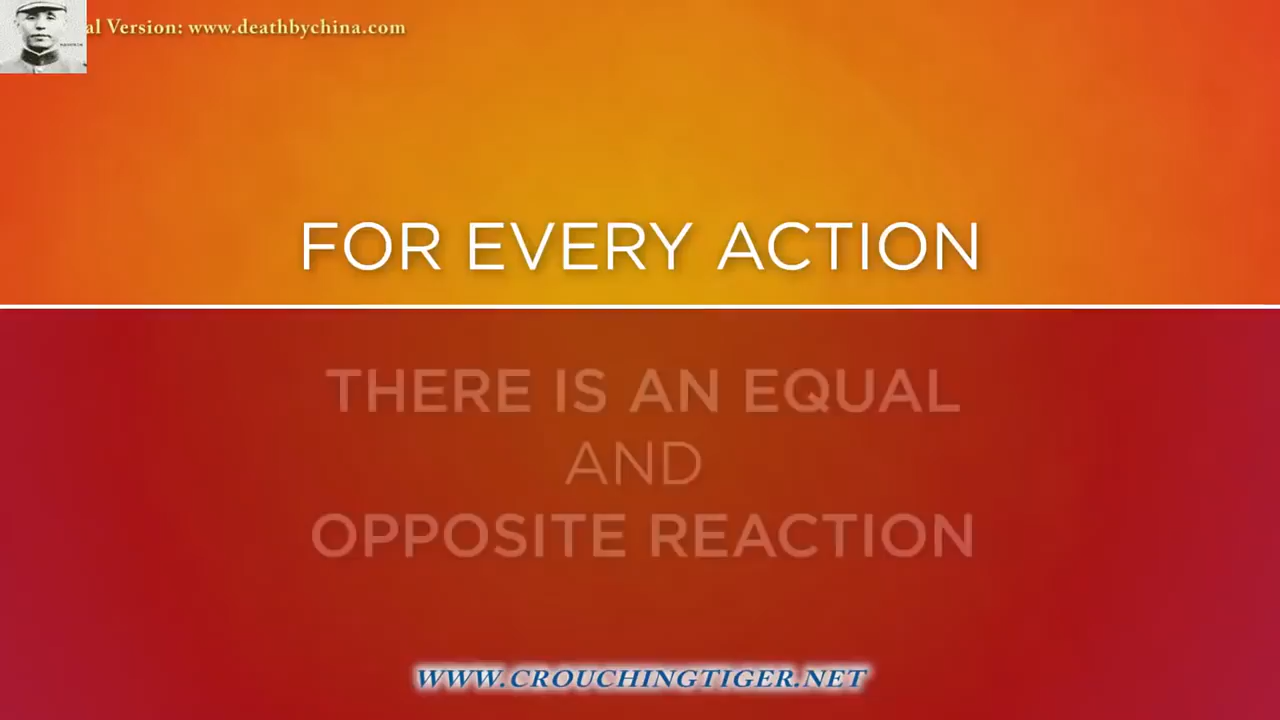 al Version: www.deathbychina.com
FOR EVERY ACTION
THERE IS AN EQUAL
AND
OPPOSITE REACTION
WWW.CROUCHINGTIGER.NET